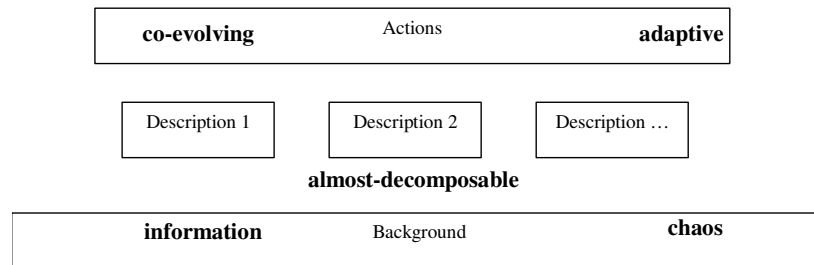 co-evolving Actions adaptive
Description 1 Description 2 Description …
almost-decomposable
information Background chaos